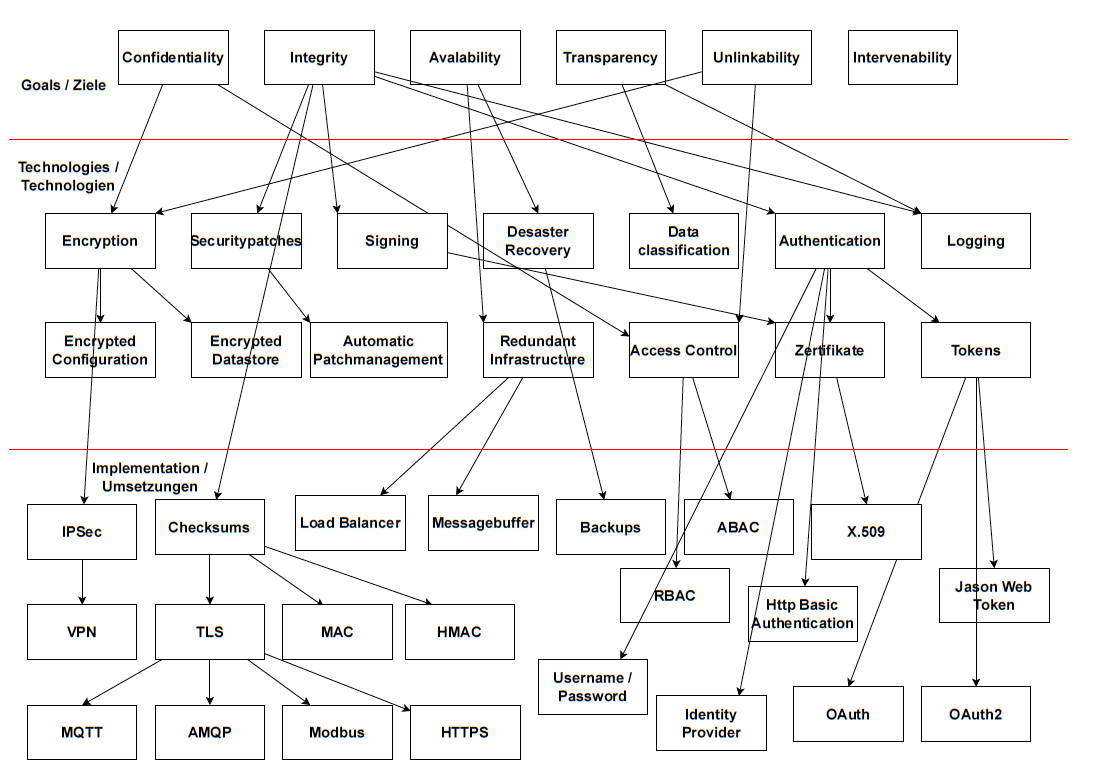 Confidentiality
Integrity
Avalability
Transparency
Unlinkability
Intervenability
Goals / Ziele
Technologies /
Technologien
Encryption
Securitypatches
Signing
Desaster
Recovery
Data
classification
Authentication
Logging
Encrypted
Configuration
Encrypted
Datastore
Automatic
Patchmanagement
Redundant
Infrastructure
Access Control
Zertifikate
Tokens
Implementation /
Umsetzungen
IPSec
Checksums
Load Balancer
Messagebuffer
Backups
ABAC
X.509
RBAC
Http Basic
Authentication
Jason Web
Token
VPN
TLS
MAC
HMAC
Username /
Password
Identity
Provider
OAuth
OAuth2
MQTT
AMQP
Modbus
HTTPS